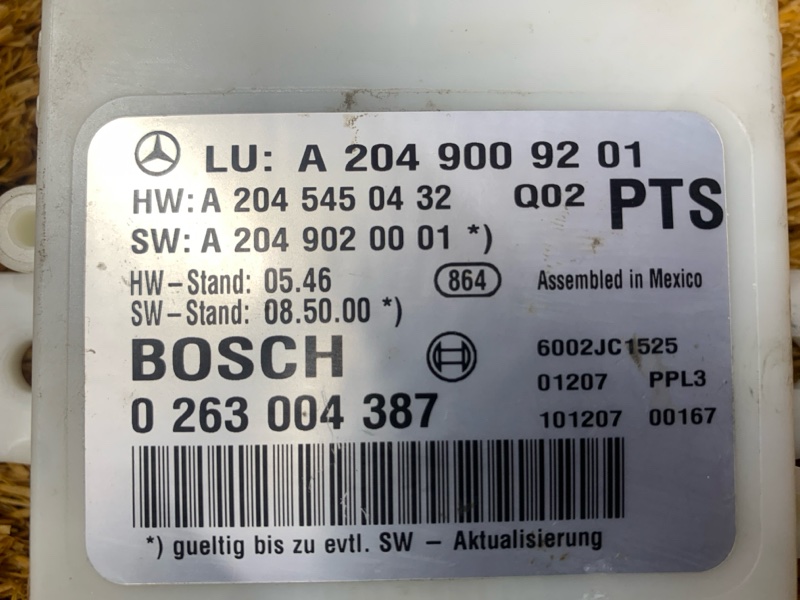 LU: A 204 900 92 01
HW: A 204 545 04 32 Q02 PTS
SW: A 204 902 00 01 *)
HW-Stand: 05.46 864 Assembled in Mexico
SW-Stand: 08.50.00 *)
BOSCH 6002JC1525
01207 PPL3
0 263 004 387 101207 00167
*) gueltig bis zu evtl. SW - Aktualisierung